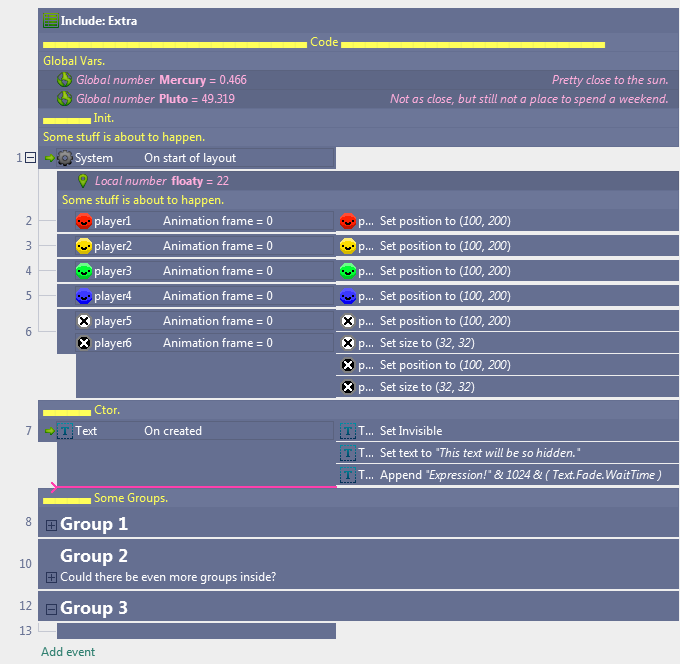 Include: Extra
Code
Global Vars.
Global number Mercury = 0.466 Pretty close to the sun.
Global number Pluto = 49.319 Not as close, but still not a place to spend a weekend.
Init.
Some stuff is about to happen.
1 System On start of layout
Local number floaty = 22
Some stuff is about to happen.
2 player1 Animation frame = 0 p... Set position to (100, 200)
3 player2 Animation frame = 0 p... Set position to (100, 200)
4 player3 Animation frame = 0 p... Set position to (100, 200)
5 player4 Animation frame = 0 p... Set position to (100, 200)
player5 Animation frame = 0 p... Set position to (100, 200)
6 player6 Animation frame = 0 p... Set size to (32, 32)
p... Set position to (100, 200)
p... Set size to (32, 32)
Ctor.
7 T Text On created T T... Set Invisible
T T... Set text to "This text will be so hidden."
T T... Append "Expression!" & 1024 & ( Text.Fade.WaitTime )
Some Groups.
8 Group 1
Group 2
10 Could there be even more groups inside?
12 Group 3
13
Add event